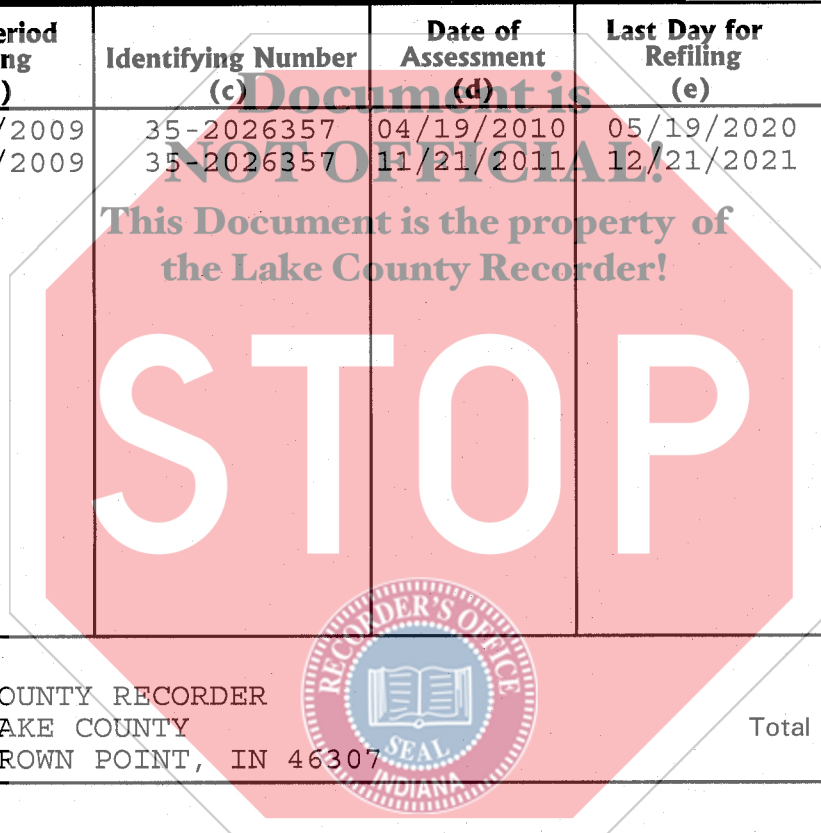 eriod Date of Last Day for
ng Identifying Number Assessment Refiling
) (c) (d) (e)
Document is
/2009 35-2026357 04/19/2010 05/19/2020
/2009 35-2026357 11/21/2011 12/21/2021
NOT OFFICIAL!
This Document is the property of
the Lake County Recorder!
STOP
RECORDER'S OFFICE
SEAL
INDIANA
OUNTY RECORDER
AKE COUNTY Total
ROWN POINT, IN 46307